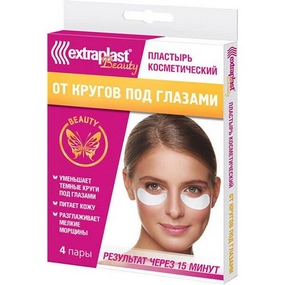 extraplast
Beauty
ПЛАСТЫРЬ
КОСМЕТИЧЕСКИЙ
ОТ КРУГОВ ПОД ГЛАЗАМИ
BEAUTY
УМЕНЬШАЕТ
ТЕМНЫЕ КРУГИ
ПОД ГЛАЗАМИ
ПИТАЕТ КОЖУ
РАЗГЛАЖИВАЕТ
МЕЛКИЕ
МОРЩИНЫ
4 пары
РЕЗУЛЬТАТ ЧЕРЕЗ 15 МИНУТ
extraplast
Beauty
ПЛАСТЫРЬ КОСМЕТИЧЕСКИЙ
ОТ КРУГОВ ПОД ГЛАЗАМИ